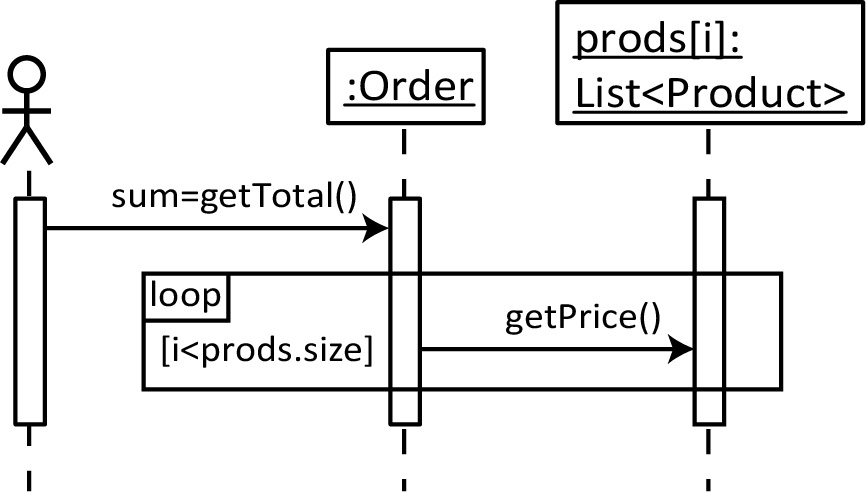 :Order
prods[i]:
List<Product>
sum=getTotal()
loop
getPrice()
[i<prods.size]